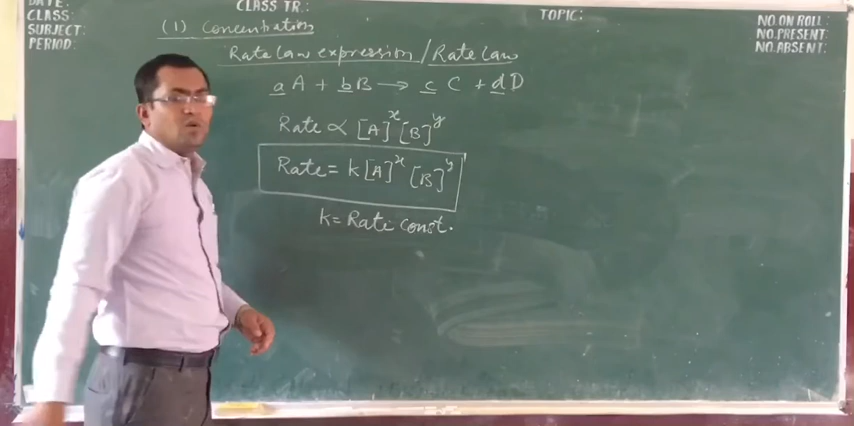 DATE:
CLASS:
SUBJECT:
PERIOD:
CLASS TR.:
TOPIC:
NO.ON ROLL:
NO.PRESENT:
NO.ABSENT:
(1) Concentration
Rate law expression / Rate law
aA + bB → cC + dD
Rate ∝ [A]^x [B]^y
Rate = k[A]^x [B]^y
k = Rate const.